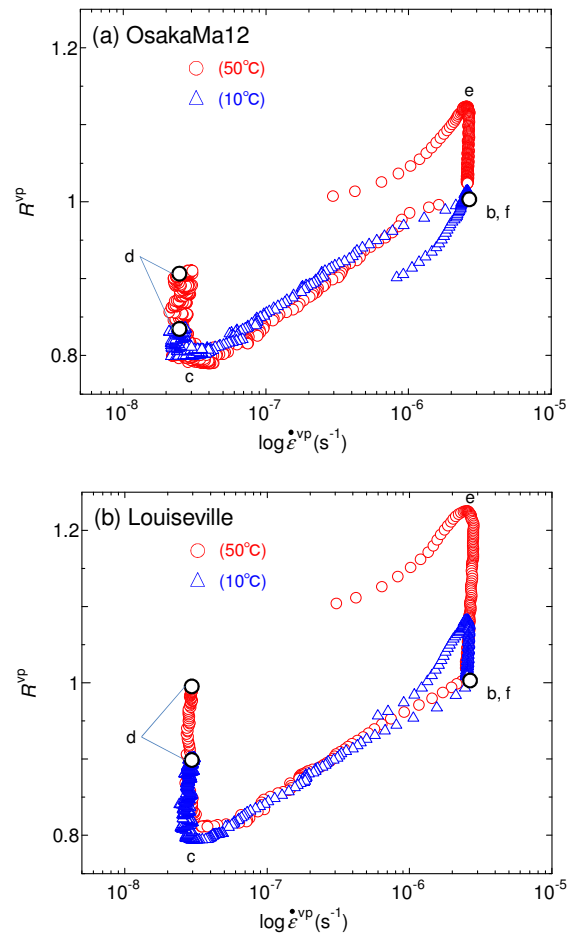 (a) OsakaMa12
(50℃)
(10℃)
e
b, f
d
c
1.2
1
0.8
R^vp
10^-8 10^-7 10^-6 10^-5
log ε̇^vp (s^-1)
(b) Louiseville
(50℃)
(10℃)
e
b, f
d
c
1.2
1
0.8
R^vp
10^-8 10^-7 10^-6 10^-5
log ε̇^vp (s^-1)